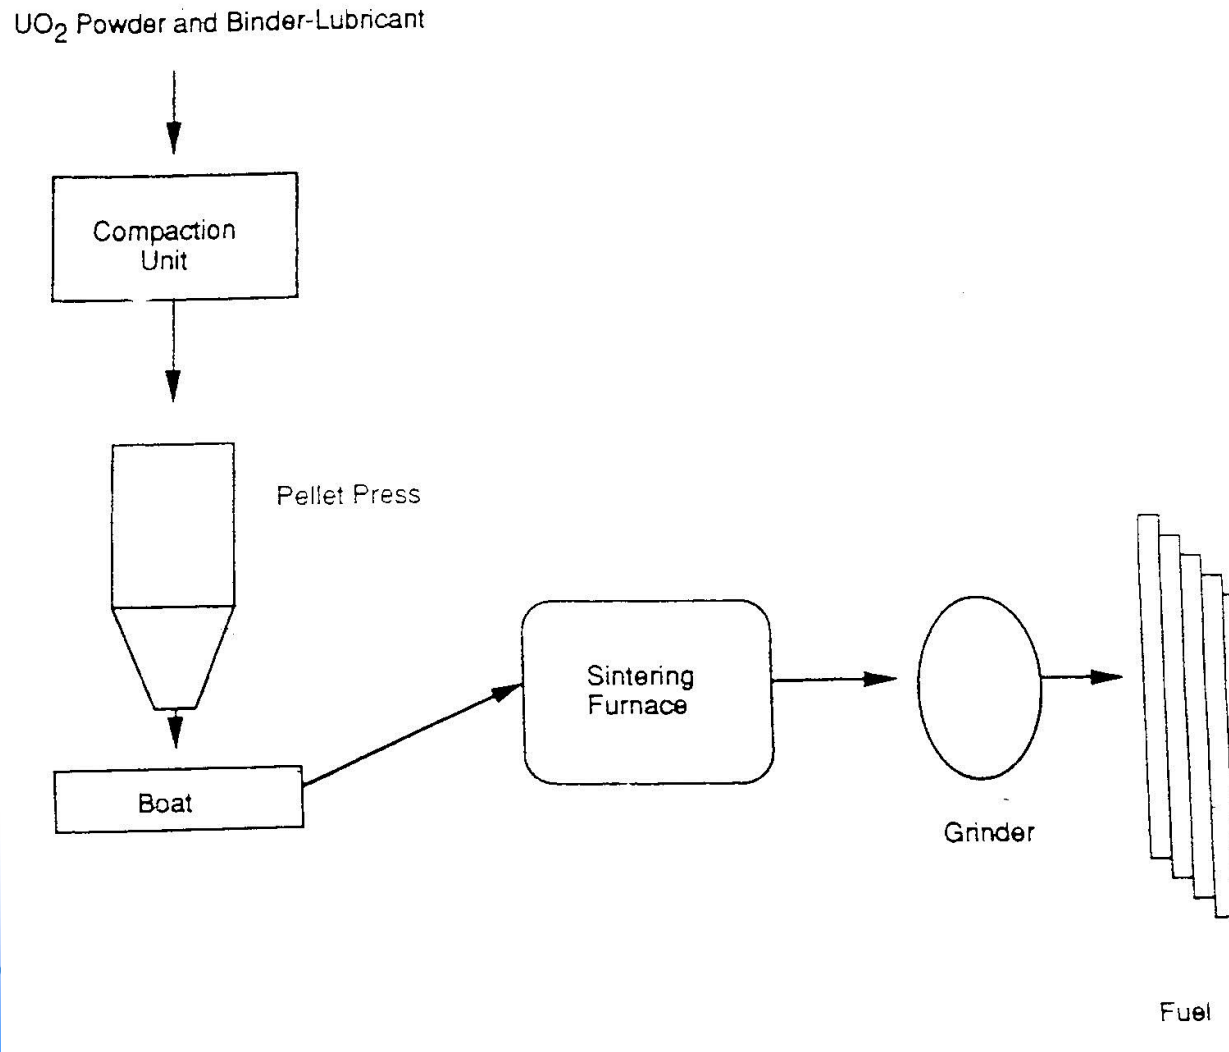 UO2 Powder and Binder-Lubricant
Compaction
Unit
Pellet Press
Boat
Sintering
Furnace
Grinder
Fuel